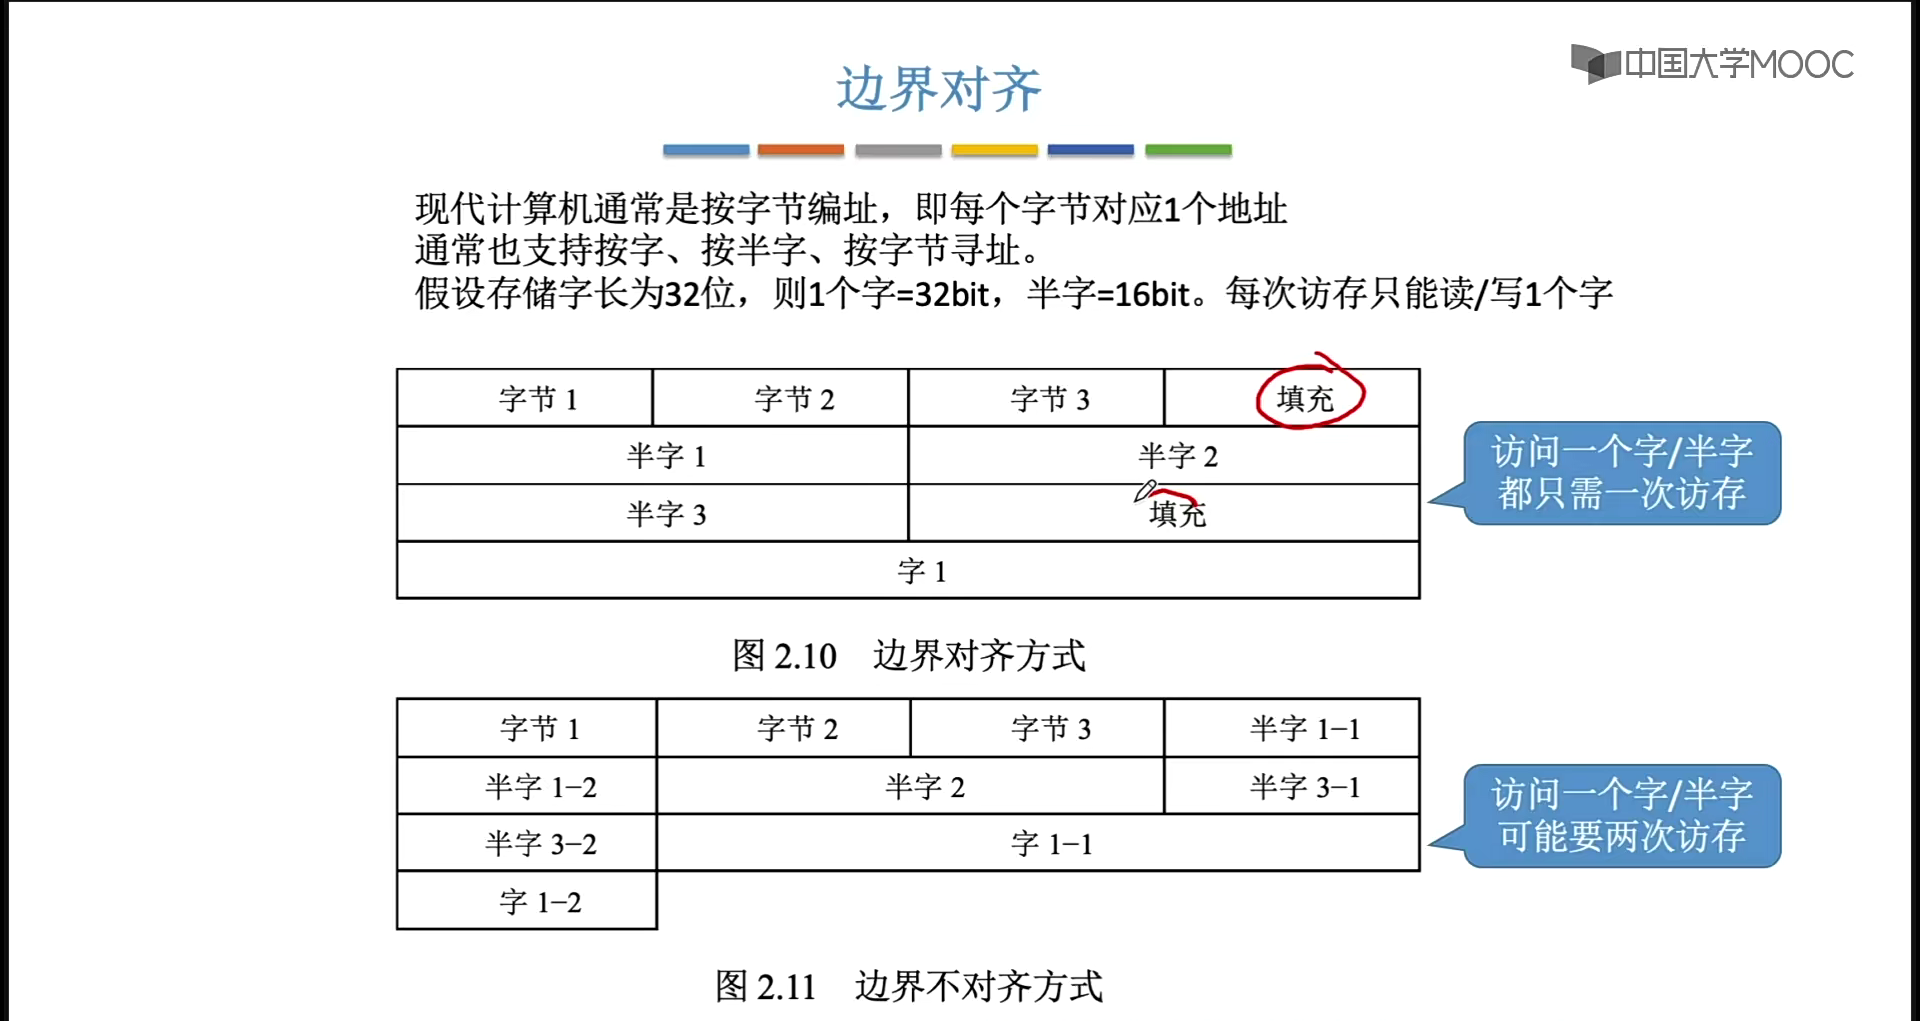 中国大学MOOC
边界对齐
现代计算机通常是按字节编址，即每个字节对应1个地址
通常也支持按字、按半字、按字节寻址。
假设存储字长为32位，则1个字=32bit，半字=16bit。每次访存只能读/写1个字
字节 1 字节 2 字节 3 填充
半字 1 半字 2
半字 3 填充
字 1
访问一个字/半字
都只需一次访存
图 2.10 边界对齐方式
字节 1 字节 2 字节 3 半字 1−1
半字 1−2 半字 2 半字 3−1
半字 3−2 字 1−1
字 1−2
访问一个字/半字
可能要两次访存
图 2.11 边界不对齐方式